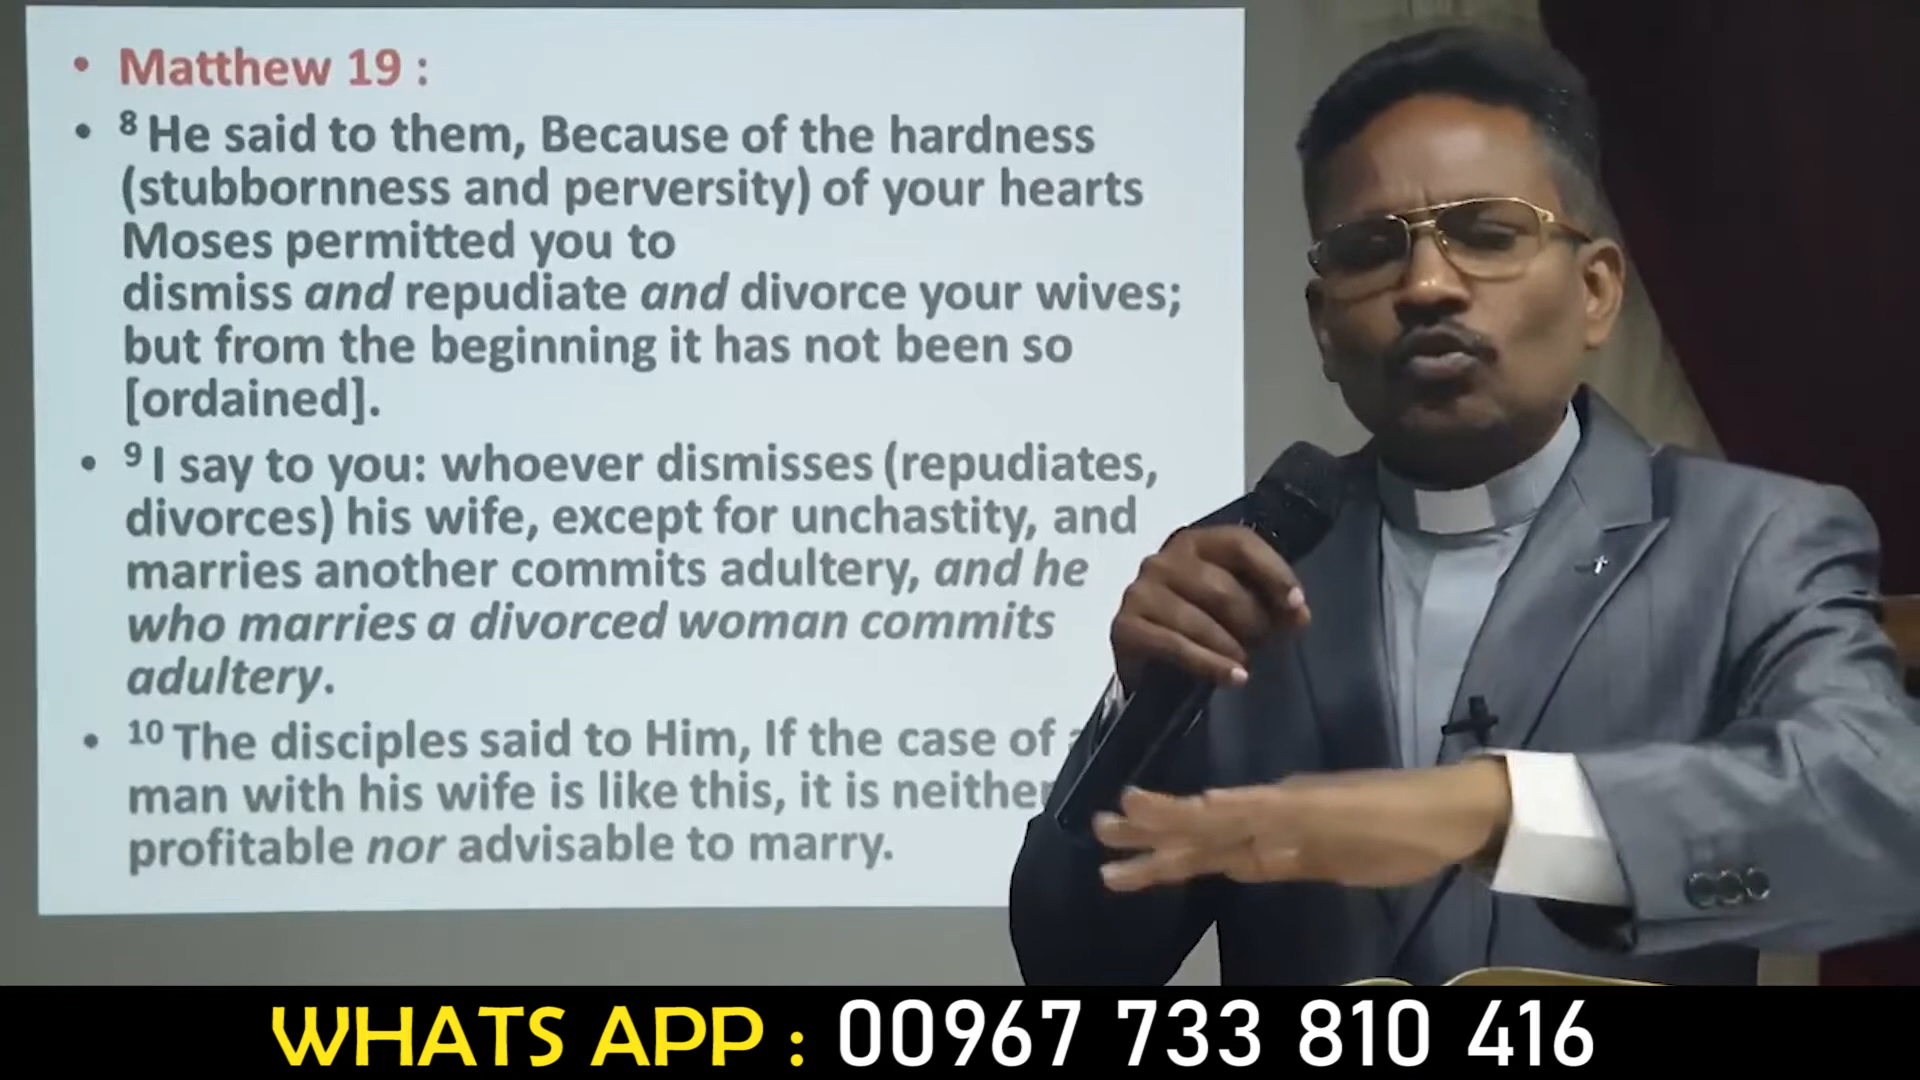 • Matthew 19 :
• 8 He said to them, Because of the hardness
(stubbornness and perversity) of your hearts
Moses permitted you to
dismiss and repudiate and divorce your wives;
but from the beginning it has not been so
[ordained].
• 9 I say to you: whoever dismisses (repudiates,
divorces) his wife, except for unchastity, and
marries another commits adultery, and he
who marries a divorced woman commits
adultery.
• 10 The disciples said to Him, If the case of
man with his wife is like this, it is neither
profitable nor advisable to marry.
WHATS APP : 00967 733 810 416